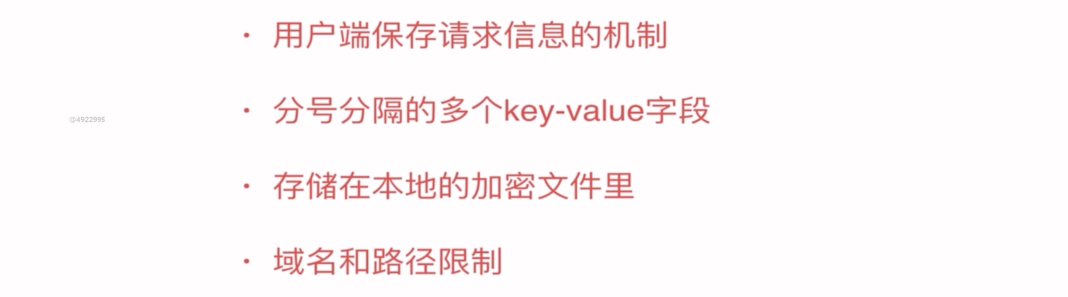 · 用户端保存请求信息的机制
· 分号分隔的多个key-value字段
@4922995
· 存储在本地的加密文件里
· 域名和路径限制